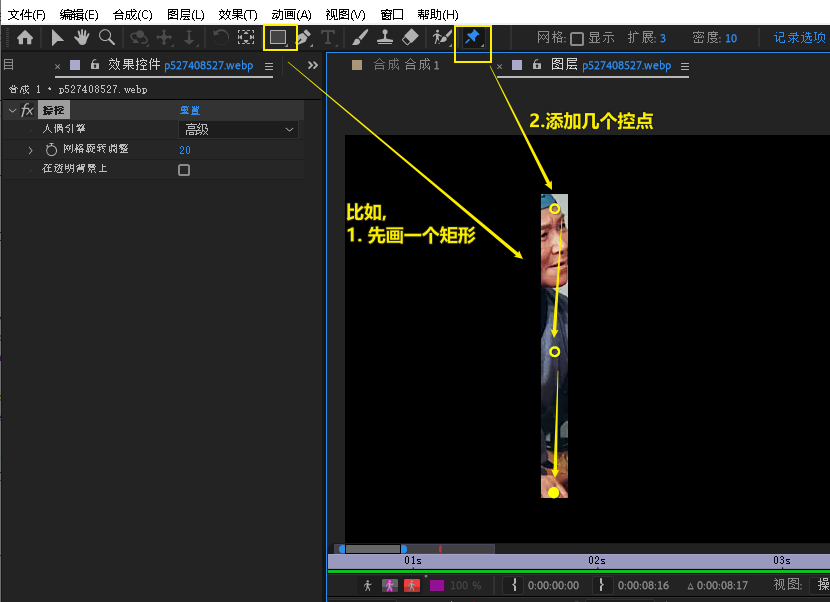 文件(F) 编辑(E) 合成(C) 图层(L) 效果(T) 动画(A) 视图(V) 窗口 帮助(H)
网格: 显示 扩展: 3 密度: 10 记录选项
目 × 效果控件 p527408527.webp ≡ »
合成 合成 1 × 图层 p527408527.webp ≡
合成 1 • p527408527.webp
fx 操控 重置
人偶引擎 高级
网格旋转调整 20
在透明背景上
2.添加几个控点
比如,
1. 先画一个矩形
01s 02s 03s
100 % 0:00:00:00 0:00:08:16 Δ 0:00:08:17 视图: 操